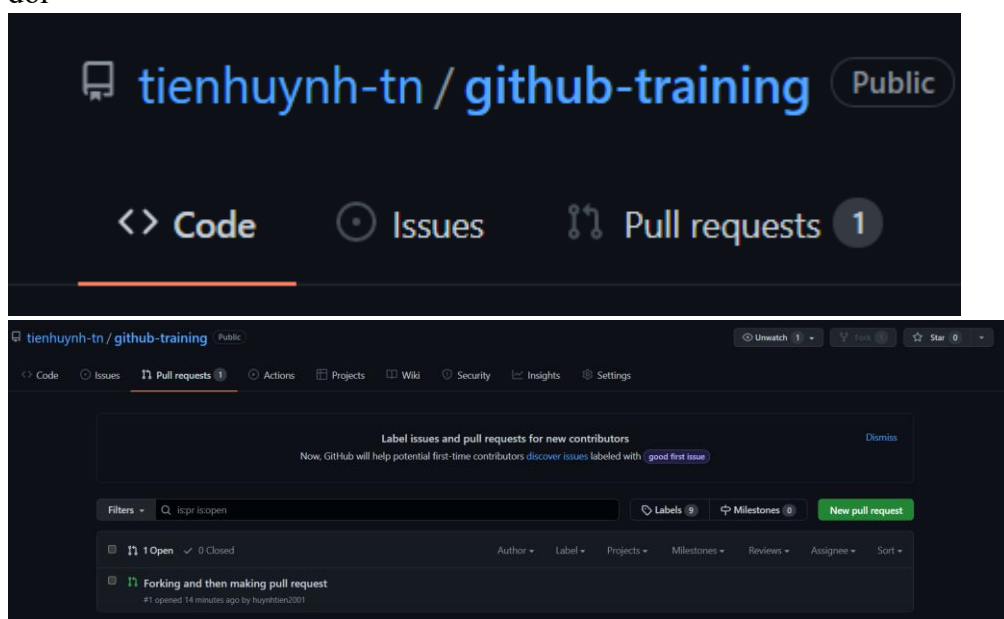 tienhuynh-tn / github-training Public
<> Code Issues Pull requests 1
tienhuynh-tn / github-training Public Unwatch 1 Fork 1 Star 0
<> Code Issues Pull requests 1 Actions Projects Wiki Security Insights Settings
Label issues and pull requests for new contributors Dismiss
Now, GitHub will help potential first-time contributors discover issues labeled with good first issue
Filters is:pr is:open Labels 9 Milestones 0 New pull request
1 Open 0 Closed Author Label Projects Milestones Reviews Assignee Sort
Forking and then making pull request
#1 opened 14 minutes ago by huynhtien2001